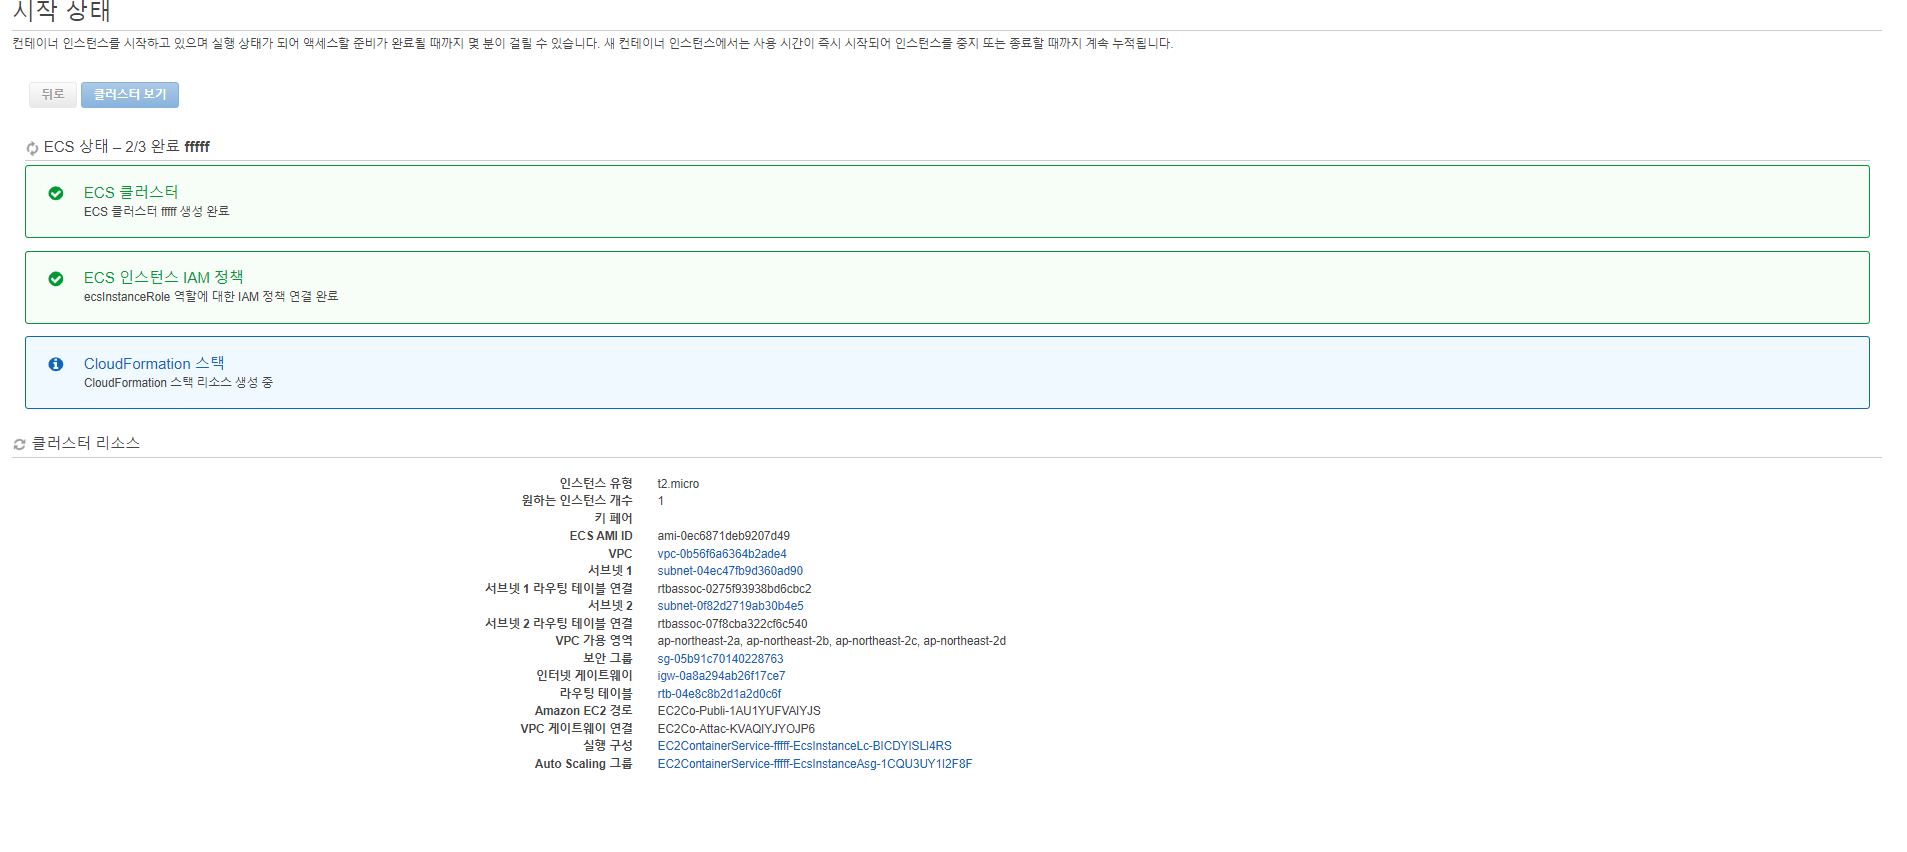 시작 상태
컨테이너 인스턴스를 시작하고 있으며 실행 상태가 되어 액세스할 준비가 완료될 때까지 몇 분이 걸릴 수 있습니다. 새 컨테이너 인스턴스에서는 사용 시간이 즉시 시작되어 인스턴스를 중지 또는 종료할 때까지 계속 누적됩니다.
뒤로 클러스터 보기
ECS 상태 – 2/3 완료 fffff
ECS 클러스터
ECS 클러스터 fffff 생성 완료
ECS 인스턴스 IAM 정책
ecsInstanceRole 역할에 대한 IAM 정책 연결 완료
CloudFormation 스택
CloudFormation 스택 리소스 생성 중
클러스터 리소스
인스턴스 유형 t2.micro
원하는 인스턴스 개수 1
키 페어
ECS AMI ID ami-0ec6871deb9207d49
VPC vpc-0b56f6a6364b2ade4
서브넷 1 subnet-04ec47fb9d360ad90
서브넷 1 라우팅 테이블 연결 rtbassoc-0275f93938bd6cbc2
서브넷 2 subnet-0f82d2719ab30b4e5
서브넷 2 라우팅 테이블 연결 rtbassoc-07f8cba322cf6c540
VPC 가용 영역 ap-northeast-2a, ap-northeast-2b, ap-northeast-2c, ap-northeast-2d
보안 그룹 sg-05b91c70140228763
인터넷 게이트웨이 igw-0a8a294ab26f17ce7
라우팅 테이블 rtb-04e8c8b2d1a2d0c6f
Amazon EC2 경로 EC2Co-Publi-1AU1YUFVAIYJS
VPC 게이트웨이 연결 EC2Co-Attac-KVAQIYJYOJP6
실행 구성 EC2ContainerService-fffff-EcsInstanceLc-BICDYISLI4RS
Auto Scaling 그룹 EC2ContainerService-fffff-EcsInstanceAsg-1CQU3UY1I2F8F